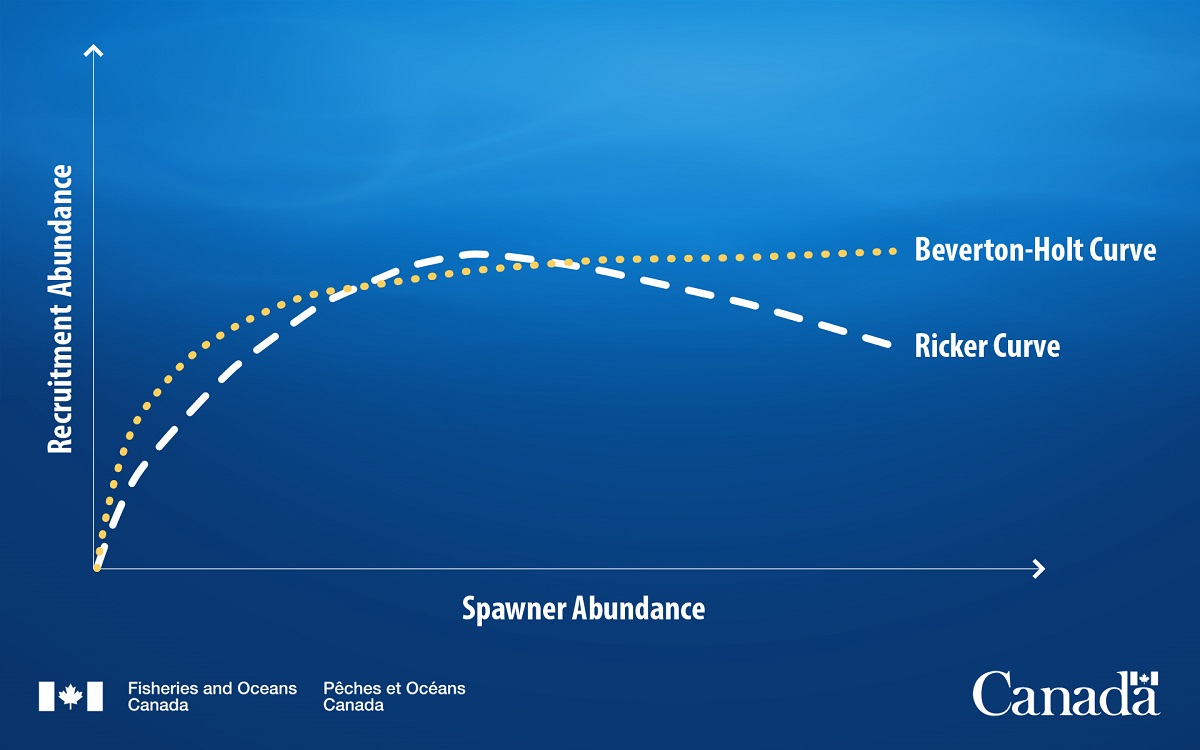 Recruitment Abundance
Beverton-Holt Curve
Ricker Curve
Spawner Abundance
Fisheries and Oceans
Canada
Pêches et Océans
Canada
Canada